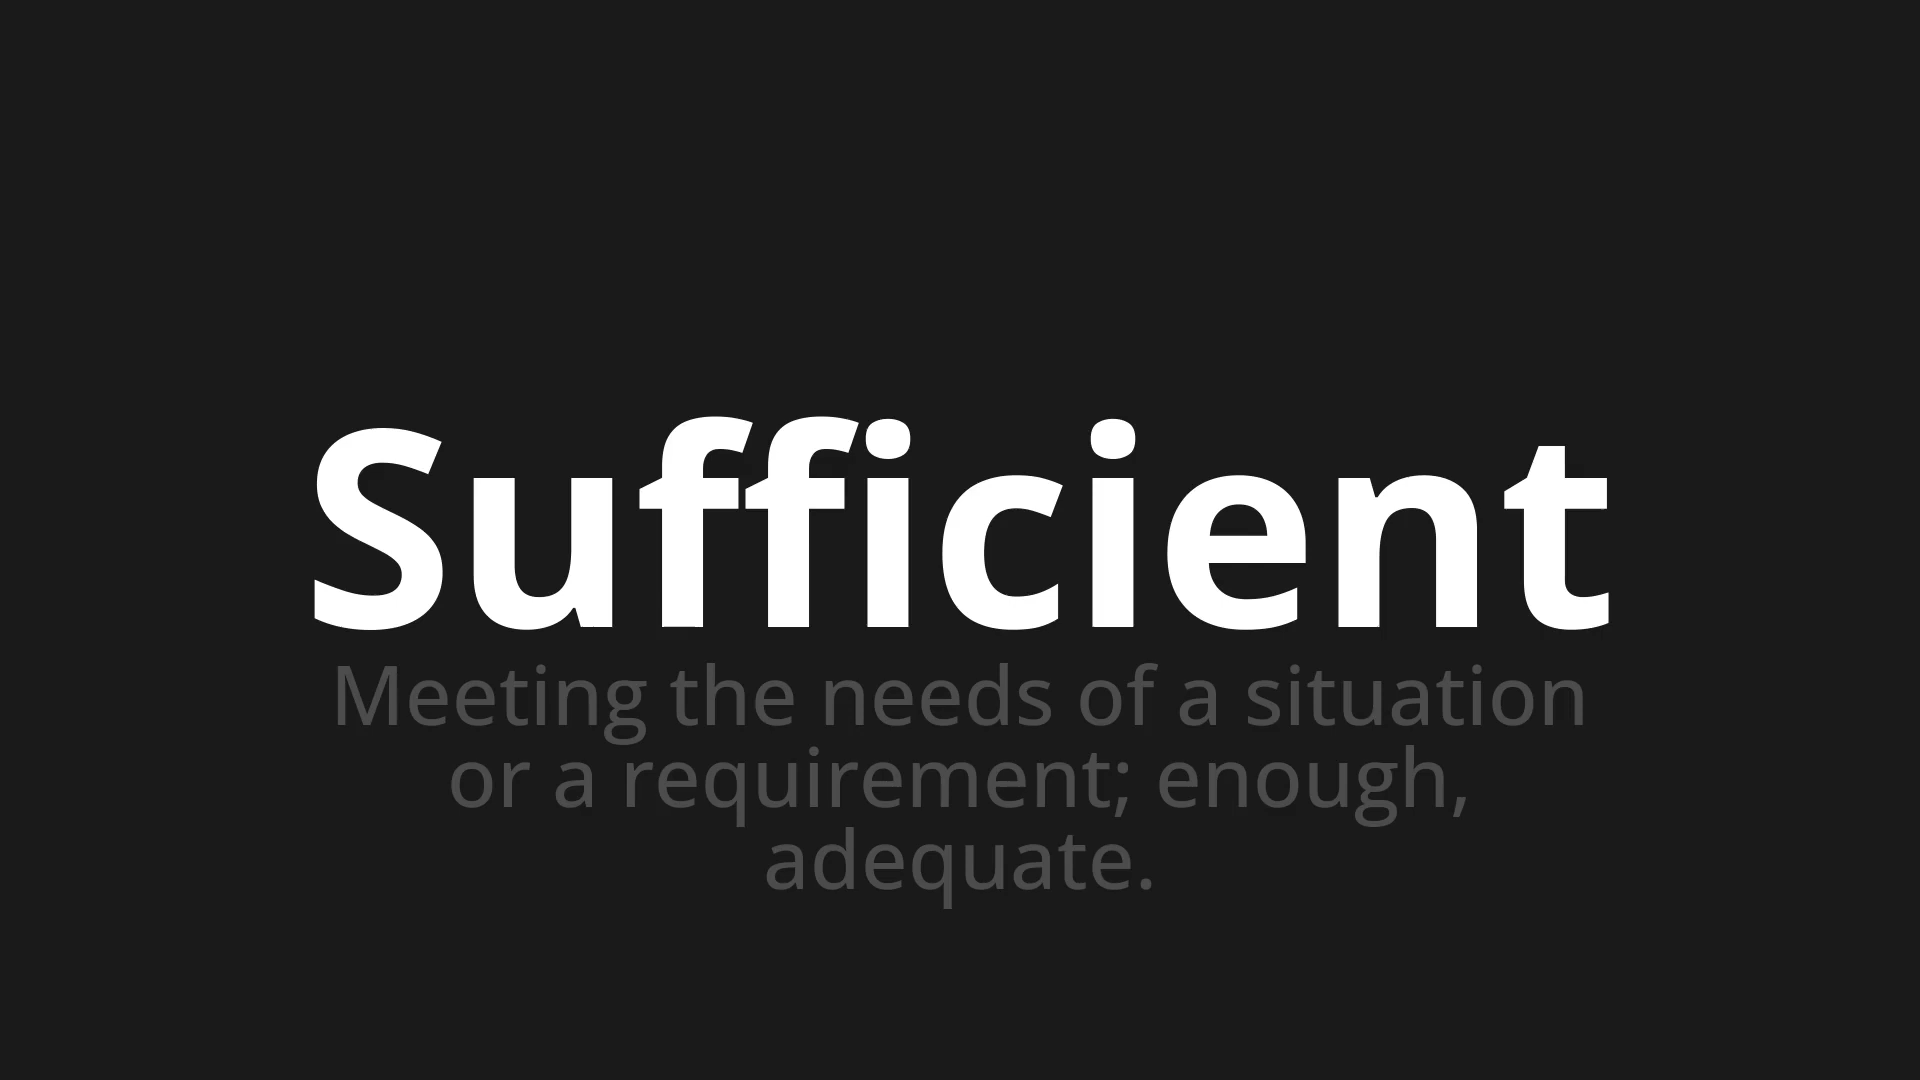 Sufficient
Meeting the needs of a situation
or a requirement; enough,
adequate.